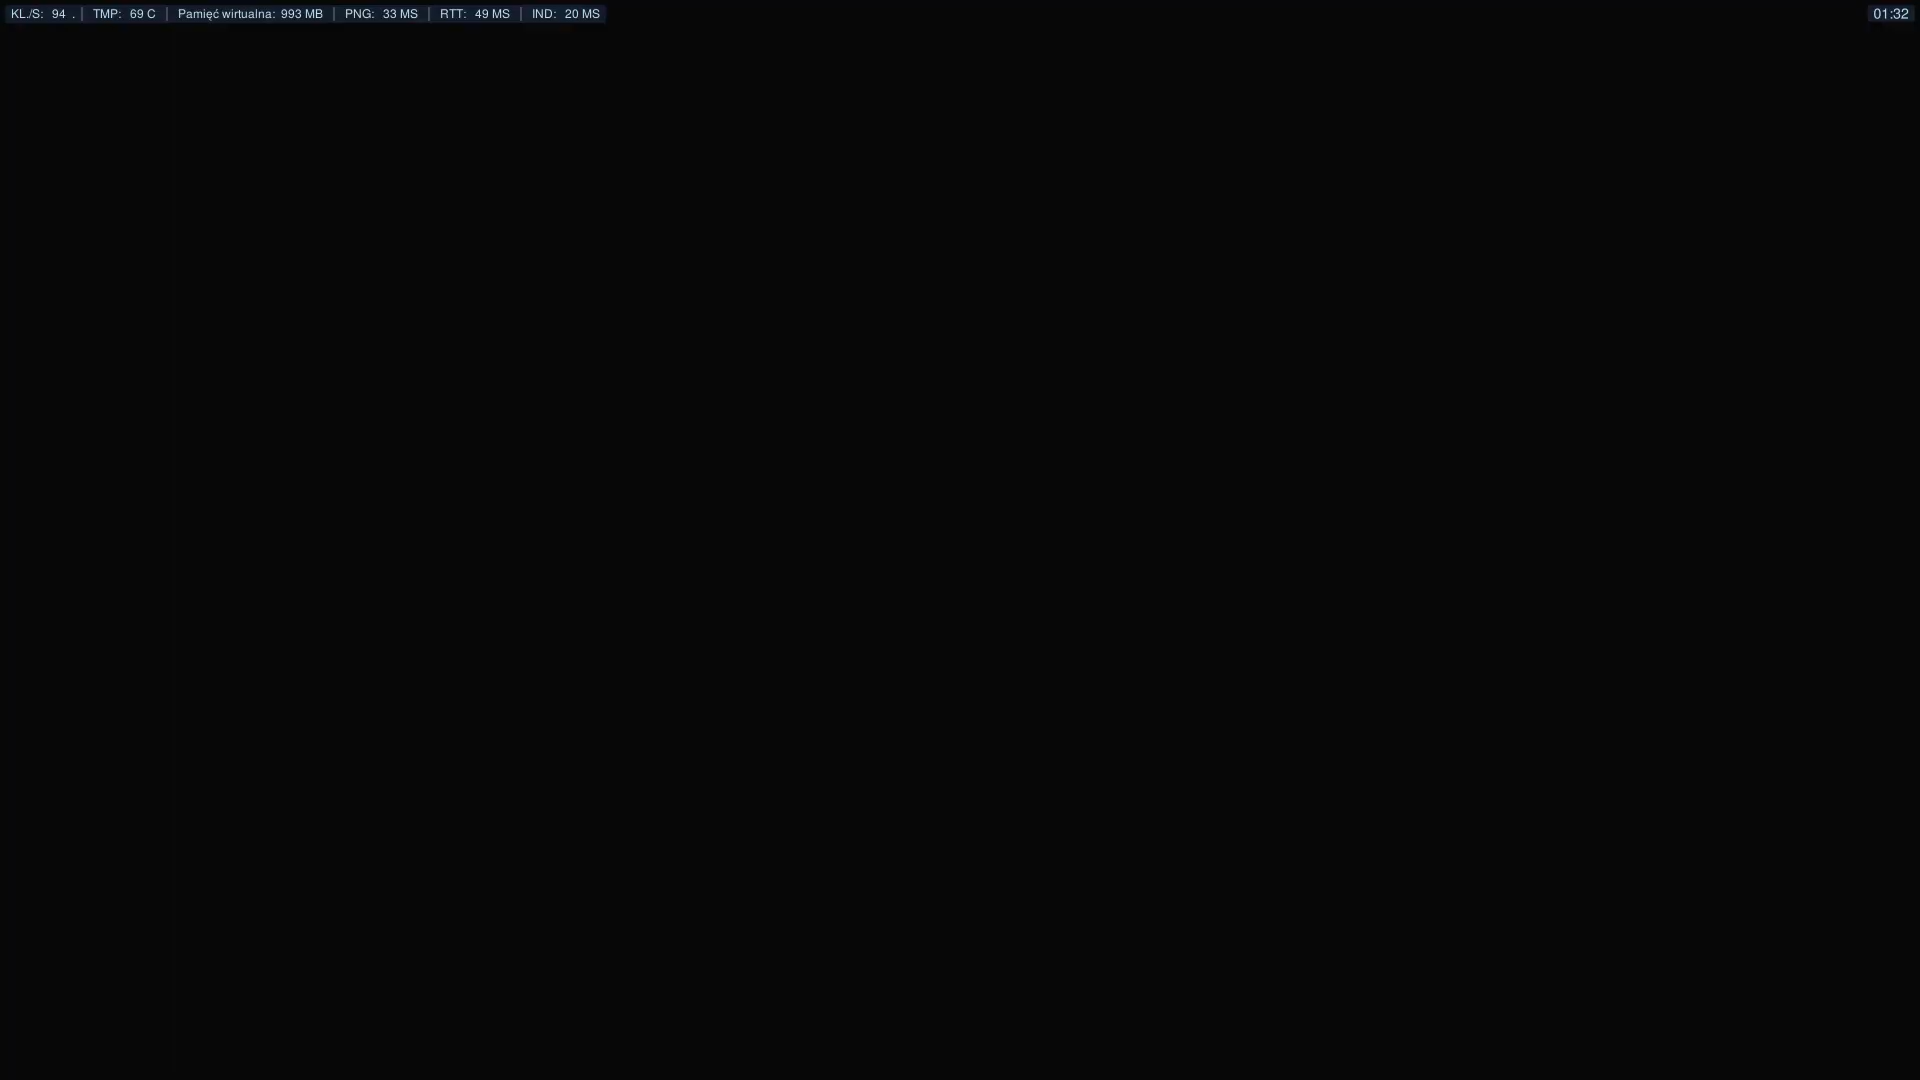 KL./S: 94 . | TMP: 69 C | Pamięć wirtualna: 993 MB | PNG: 33 MS | RTT: 49 MS | IND: 20 MS
01:32